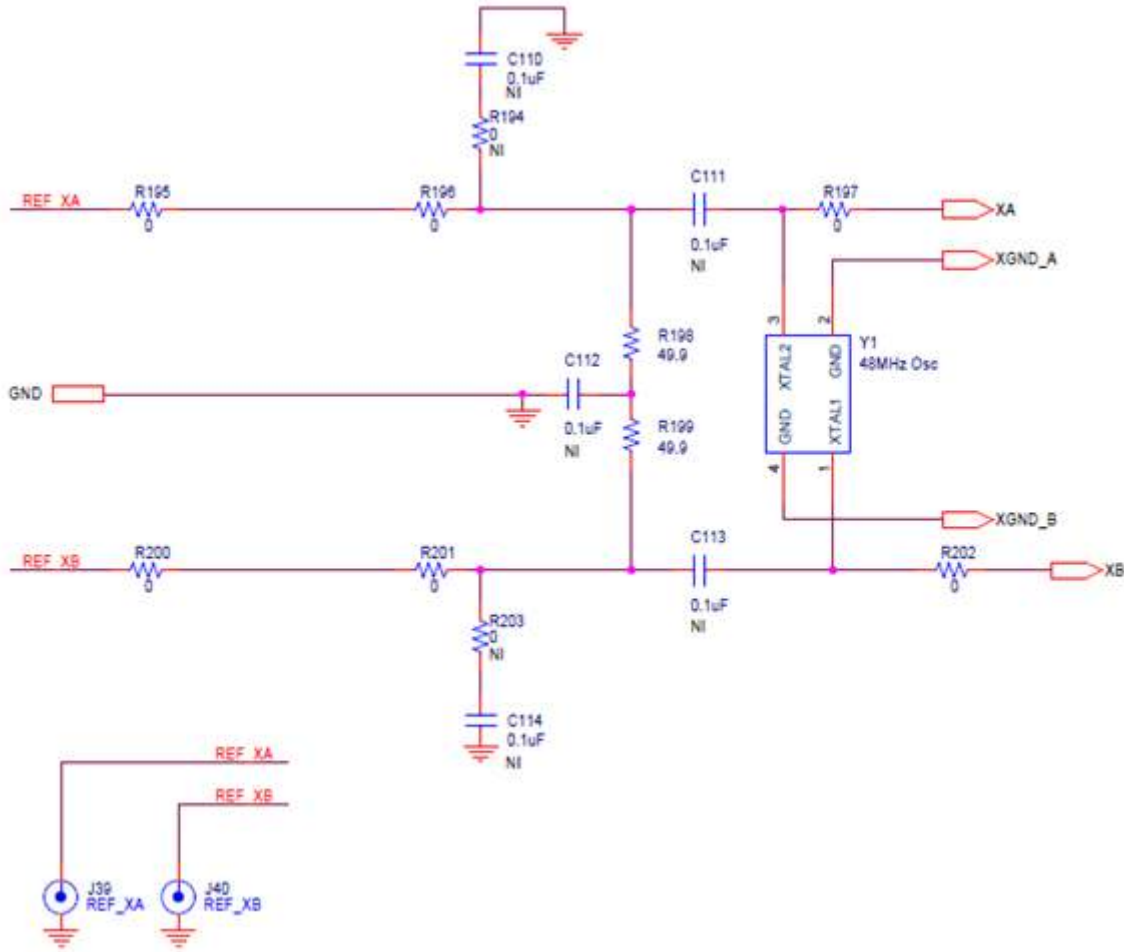 C110
0.1uF
NI
R194
0
NI
REF_XA
R195
0
R196
0
C111
0.1uF
NI
R197
0
XA
XGND_A
3
2
XTAL2
GND
GND
XTAL1
4
1
Y1
48MHz Osc
R198
49.9
GND
C112
0.1uF
NI
R199
49.9
XGND_B
REF_XB
R200
0
R201
0
C113
0.1uF
NI
R202
0
XB
R203
0
NI
C114
0.1uF
NI
REF_XA
REF_XB
J39
REF_XA
J40
REF_XB